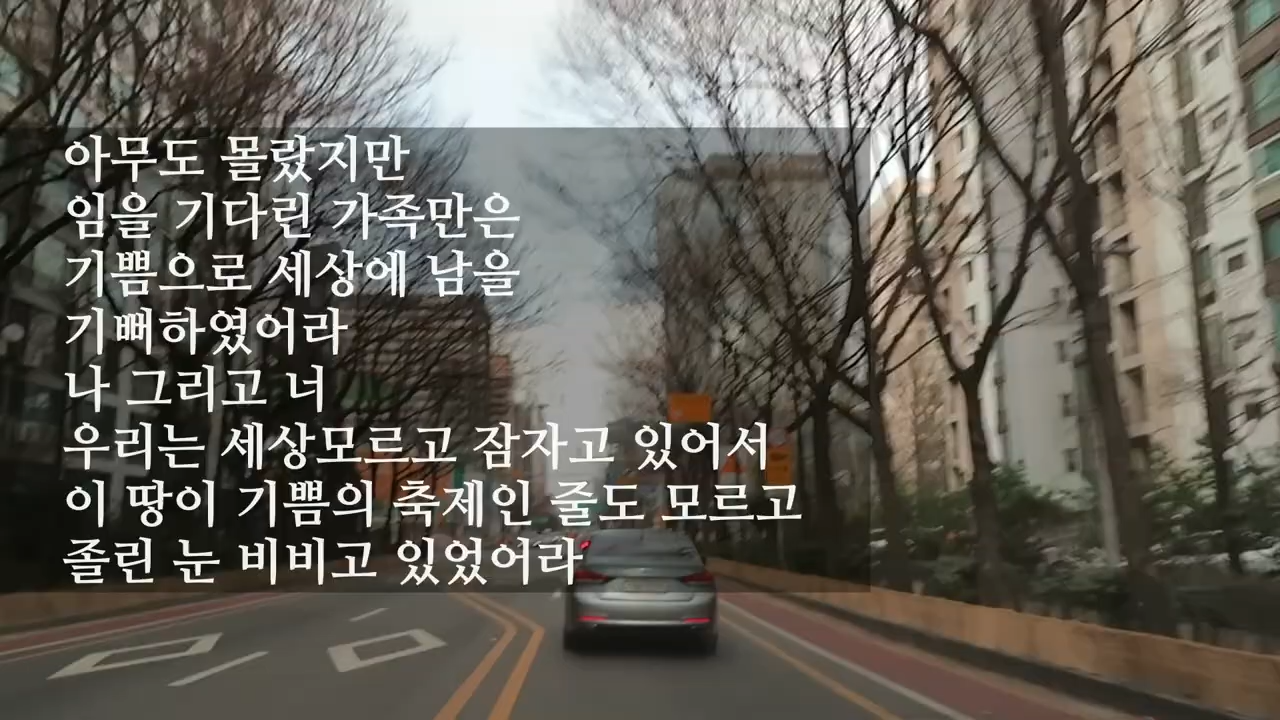 아무도 몰랐지만
임을 기다린 가족만은
기쁨으로 세상에 남을
기뻐하였어라
나 그리고 너
우리는 세상모르고 잠자고 있어서
이 땅이 기쁨의 축제인 줄도 모르고
졸린 눈 비비고 있었어라